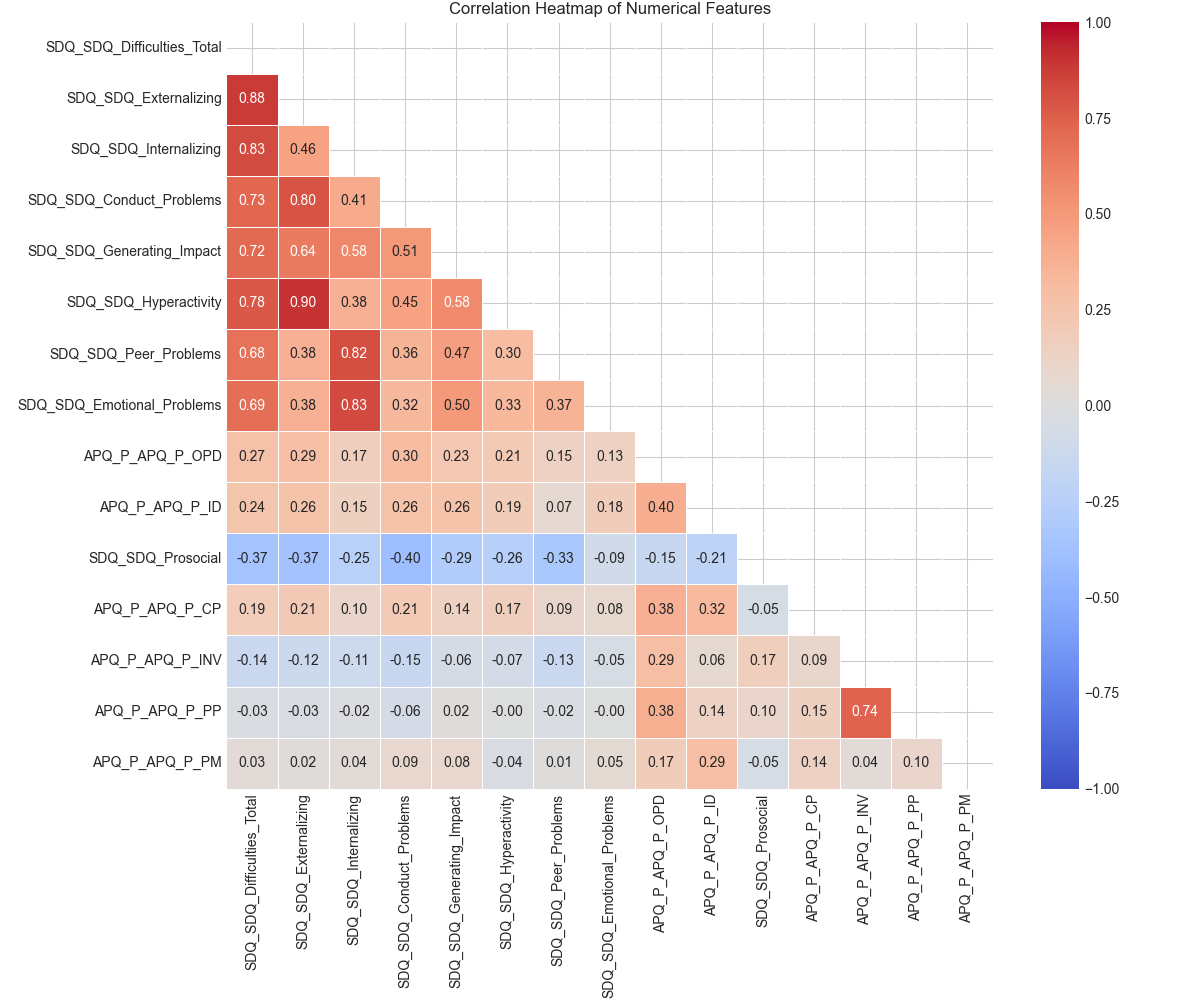 Correlation Heatmap of Numerical Features
SDQ_SDQ_Difficulties_Total
SDQ_SDQ_Externalizing 0.88
SDQ_SDQ_Internalizing 0.83 0.46
SDQ_SDQ_Conduct_Problems 0.73 0.80 0.41
SDQ_SDQ_Generating_Impact 0.72 0.64 0.58 0.51
SDQ_SDQ_Hyperactivity 0.78 0.90 0.38 0.45 0.58
SDQ_SDQ_Peer_Problems 0.68 0.38 0.82 0.36 0.47 0.30
SDQ_SDQ_Emotional_Problems 0.69 0.38 0.83 0.32 0.50 0.33 0.37
APQ_P_APQ_P_OPD 0.27 0.29 0.17 0.30 0.23 0.21 0.15 0.13
APQ_P_APQ_P_ID 0.24 0.26 0.15 0.26 0.26 0.19 0.07 0.18 0.40
SDQ_SDQ_Prosocial -0.37 -0.37 -0.25 -0.40 -0.29 -0.26 -0.33 -0.09 -0.15 -0.21
APQ_P_APQ_P_CP 0.19 0.21 0.10 0.21 0.14 0.17 0.09 0.08 0.38 0.32 -0.05
APQ_P_APQ_P_INV -0.14 -0.12 -0.11 -0.15 -0.06 -0.07 -0.13 -0.05 0.29 0.06 0.17 0.09
APQ_P_APQ_P_PP -0.03 -0.03 -0.02 -0.06 0.02 -0.00 -0.02 -0.00 0.38 0.14 0.10 0.15 0.74
APQ_P_APQ_P_PM 0.03 0.02 0.04 0.09 0.08 -0.04 0.01 0.05 0.17 0.29 -0.05 0.14 0.04 0.10
SDQ_SDQ_Difficulties_Total
SDQ_SDQ_Externalizing
SDQ_SDQ_Internalizing
SDQ_SDQ_Conduct_Problems
SDQ_SDQ_Generating_Impact
SDQ_SDQ_Hyperactivity
SDQ_SDQ_Peer_Problems
SDQ_SDQ_Emotional_Problems
APQ_P_APQ_P_OPD
APQ_P_APQ_P_ID
SDQ_SDQ_Prosocial
APQ_P_APQ_P_CP
APQ_P_APQ_P_INV
APQ_P_APQ_P_PP
APQ_P_APQ_P_PM
1.00
0.75
0.50
0.25
0.00
−0.25
−0.50
−0.75
−1.00